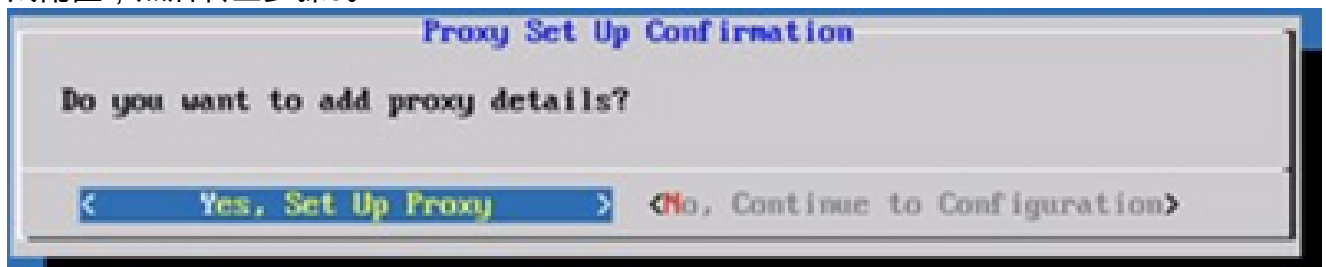 Proxy Set Up Confirmation
Do you want to add proxy details?
< Yes, Set Up Proxy > <No, Continue to Configuration>